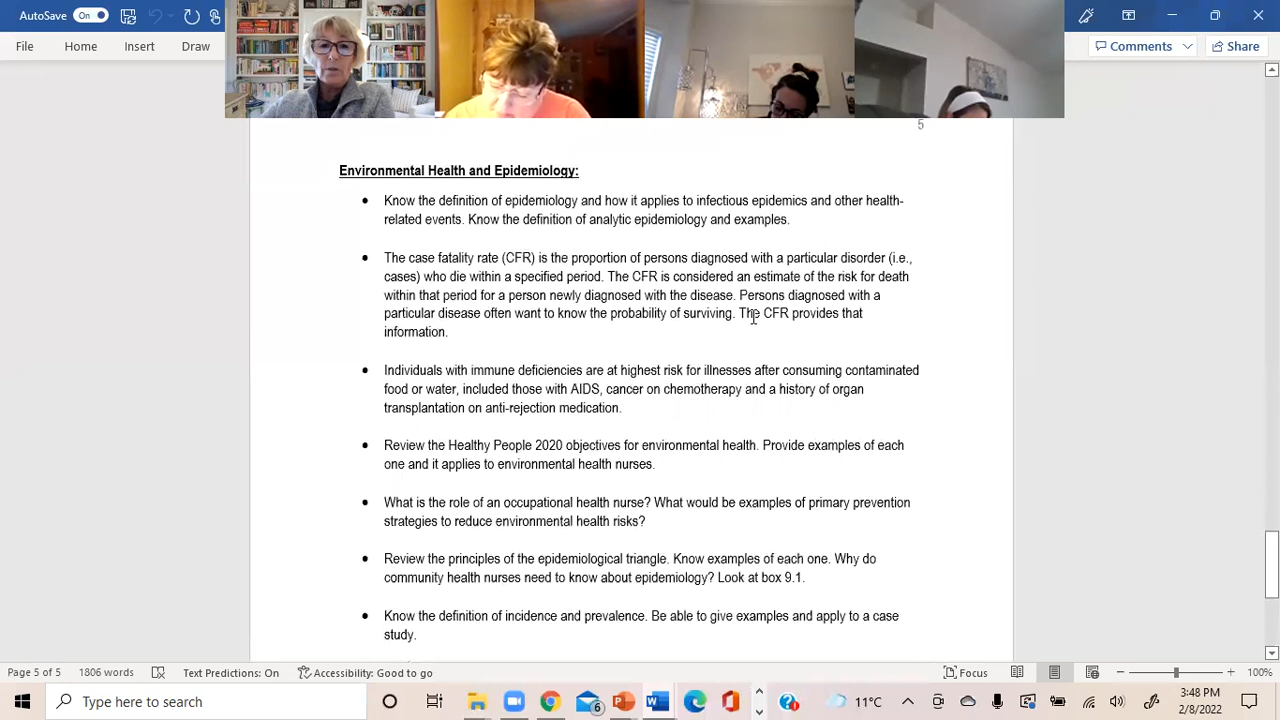 AutoSave On
File Home Insert Draw
Comments Share
5
Environmental Health and Epidemiology:
• Know the definition of epidemiology and how it applies to infectious epidemics and other health-
related events. Know the definition of analytic epidemiology and examples.
• The case fatality rate (CFR) is the proportion of persons diagnosed with a particular disorder (i.e.,
cases) who die within a specified period. The CFR is considered an estimate of the risk for death
within that period for a person newly diagnosed with the disease. Persons diagnosed with a
particular disease often want to know the probability of surviving. The CFR provides that
information.
• Individuals with immune deficiencies are at highest risk for illnesses after consuming contaminated
food or water, included those with AIDS, cancer on chemotherapy and a history of organ
transplantation on anti-rejection medication.
• Review the Healthy People 2020 objectives for environmental health. Provide examples of each
one and it applies to environmental health nurses.
• What is the role of an occupational health nurse? What would be examples of primary prevention
strategies to reduce environmental health risks?
• Review the principles of the epidemiological triangle. Know examples of each one. Why do
community health nurses need to know about epidemiology? Look at box 9.1.
• Know the definition of incidence and prevalence. Be able to give examples and apply to a case
study.
Page 5 of 5 1806 words Text Predictions: On Accessibility: Good to go Focus 100%
Type here to search 6 11°C 3:48 PM
2/8/2022